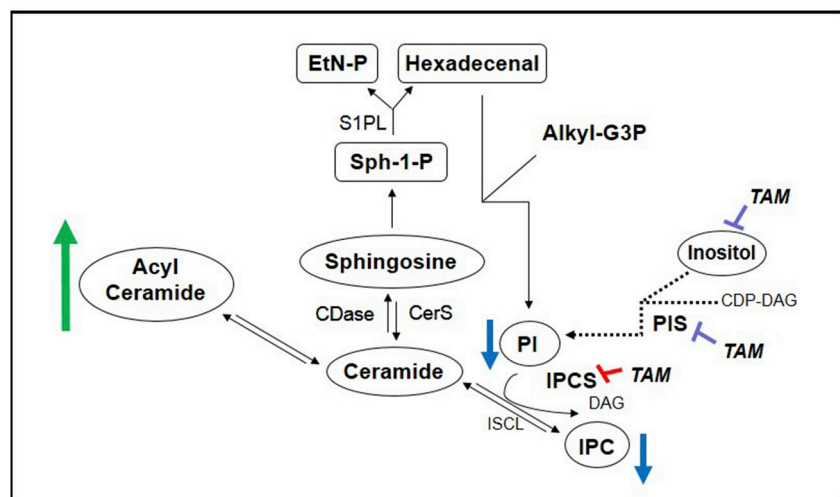 EtN-P
Hexadecenal
S1PL
Alkyl-G3P
Sph-1-P
TAM
Inositol
Acyl
Ceramide
Sphingosine
CDP-DAG
CDase
CerS
PIS
PI
TAM
Ceramide
IPCS
TAM
DAG
ISCL
IPC